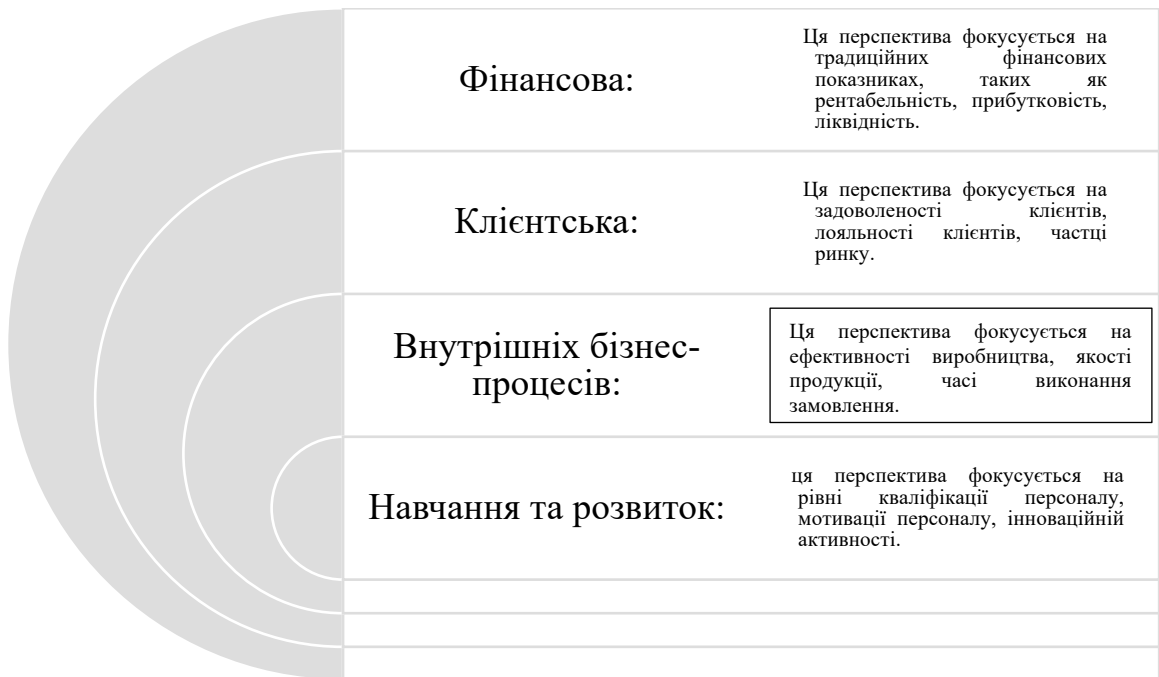 Фінансова:
Ця перспектива фокусується на
традиційних фінансових
показниках, таких як
рентабельність, прибутковість,
ліквідність.
Клієнтська:
Ця перспектива фокусується на
задоволеності клієнтів,
лояльності клієнтів, частці
ринку.
Внутрішніх бізнес-
процесів:
Ця перспектива фокусується на
ефективності виробництва, якості
продукції, часі виконання
замовлення.
Навчання та розвиток:
ця перспектива фокусується на
рівні кваліфікації персоналу,
мотивації персоналу, інноваційній
активності.